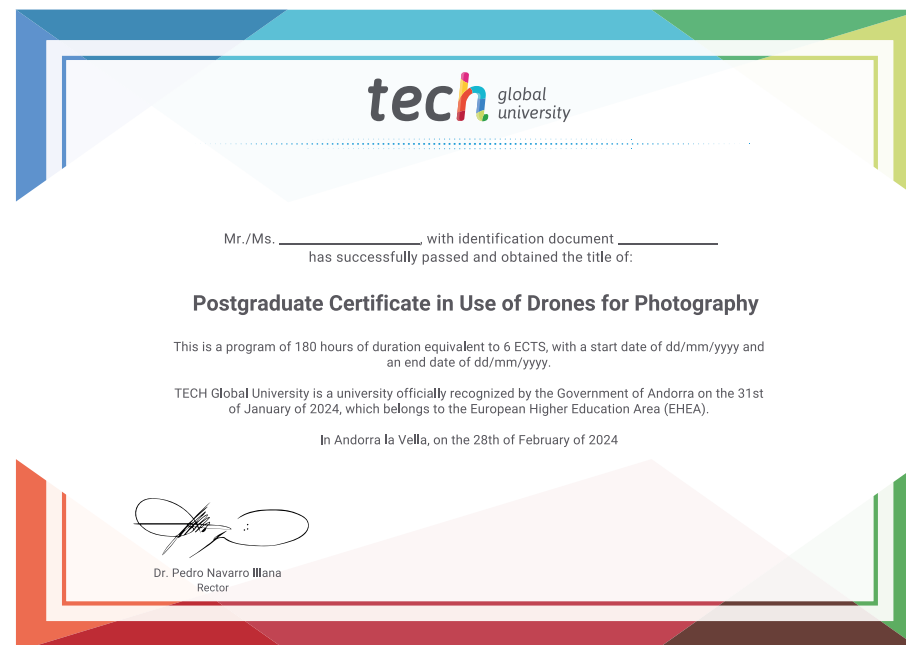 tech global university
Mr./Ms. ____________, with identification document ____________
has successfully passed and obtained the title of:
Postgraduate Certificate in Use of Drones for Photography
This is a program of 180 hours of duration equivalent to 6 ECTS, with a start date of dd/mm/yyyy and
an end date of dd/mm/yyyy.
TECH Global University is a university officially recognized by the Government of Andorra on the 31st
of January of 2024, which belongs to the European Higher Education Area (EHEA).
In Andorra la Vella, on the 28th of February of 2024
Dr. Pedro Navarro Illana
Rector